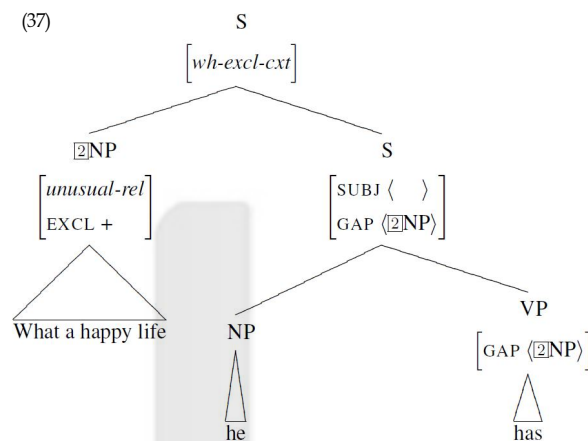 (37)
S
[wh-excl-cxt]
2NP
S
[unusual-rel
EXCL +]
[SUBJ ⟨ ⟩
GAP ⟨2NP⟩]
What a happy life
NP
VP
[GAP ⟨2NP⟩]
he
has